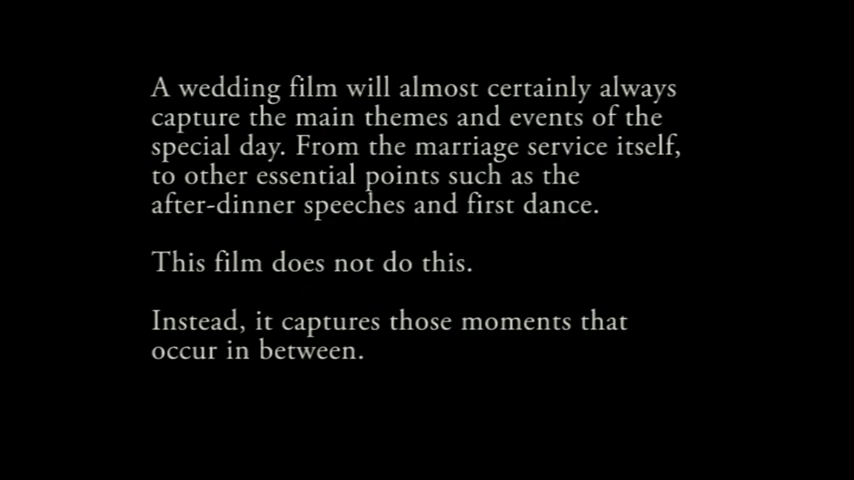 A wedding film will almost certainly always
capture the main themes and events of the
special day. From the marriage service itself,
to other essential points such as the
after-dinner speeches and first dance.
This film does not do this.
Instead, it captures those moments that
occur in between.